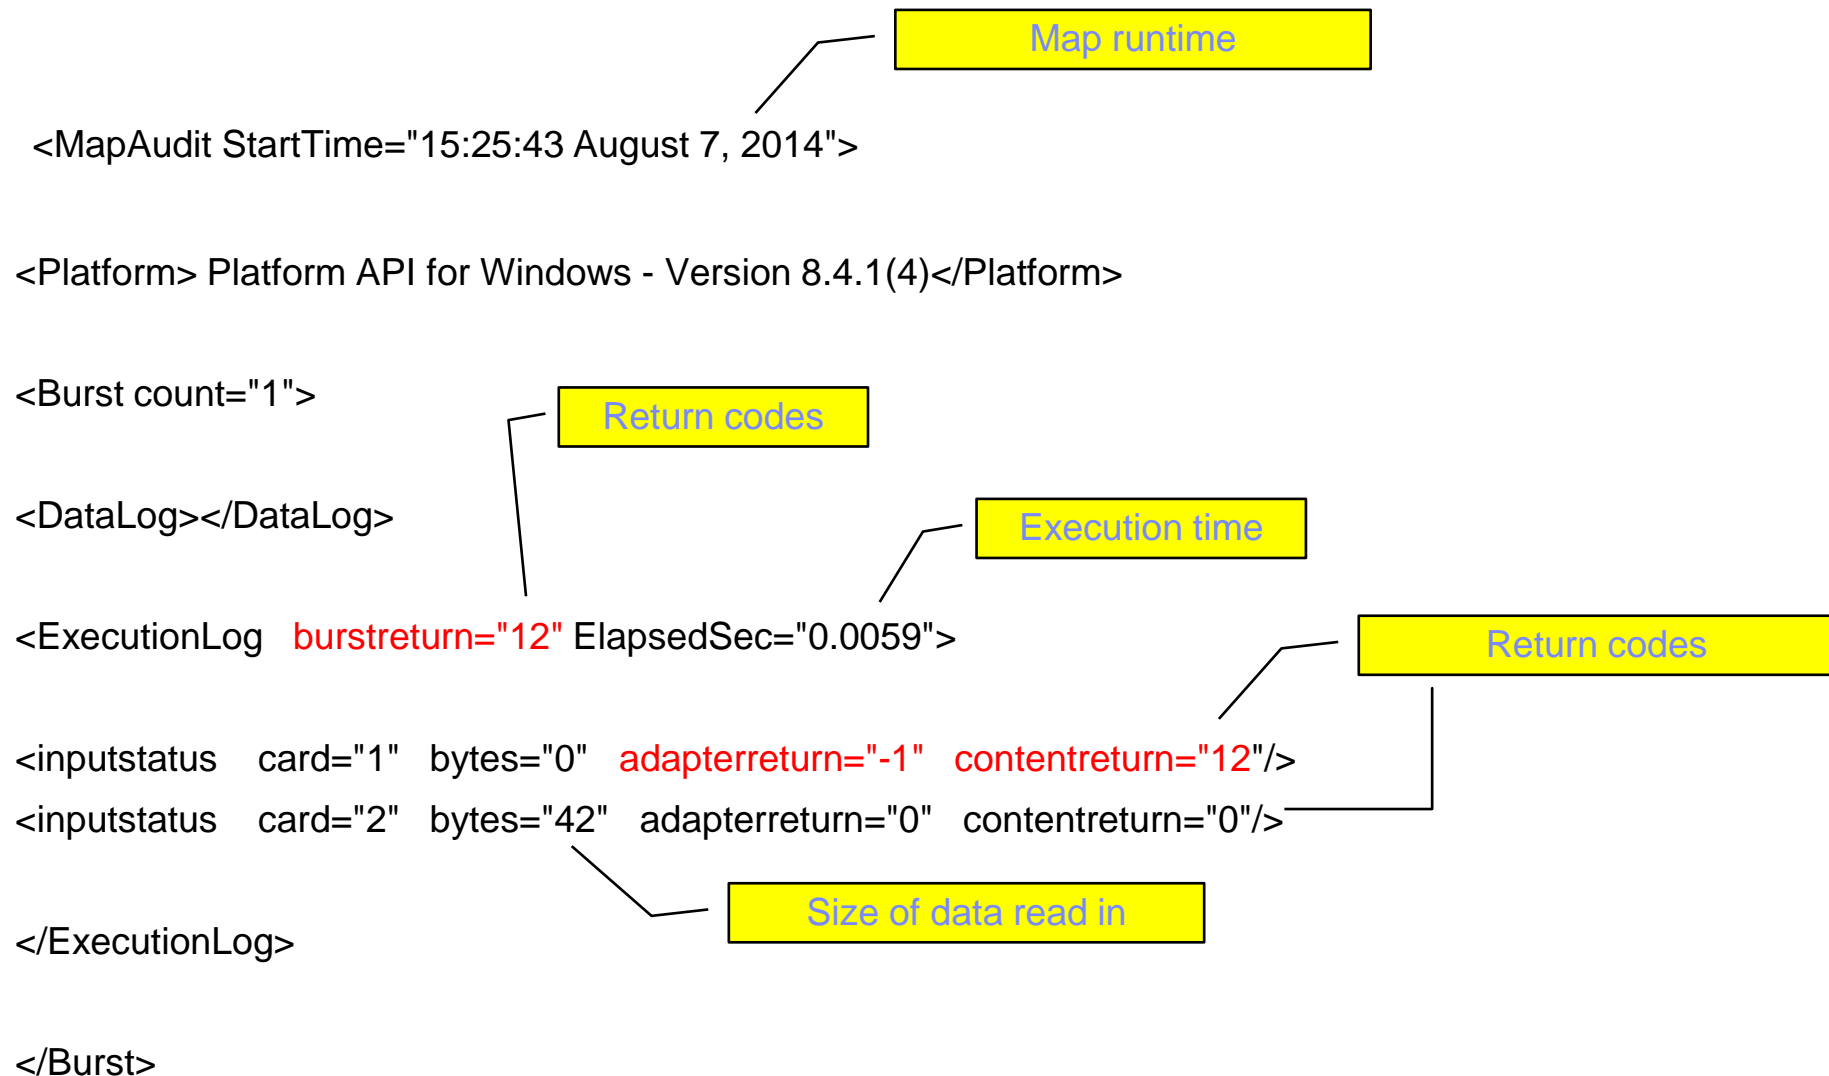 Map runtime
<MapAudit StartTime="15:25:43 August 7, 2014">
<Platform> Platform API for Windows - Version 8.4.1(4)</Platform>
<Burst count="1">
Return codes
<DataLog></DataLog>
Execution time
<ExecutionLog burstreturn="12" ElapsedSec="0.0059">
Return codes
<inputstatus card="1" bytes="0" adapterreturn="-1" contentreturn="12"/>
<inputstatus card="2" bytes="42" adapterreturn="0" contentreturn="0"/>
Size of data read in
</ExecutionLog>
</Burst>